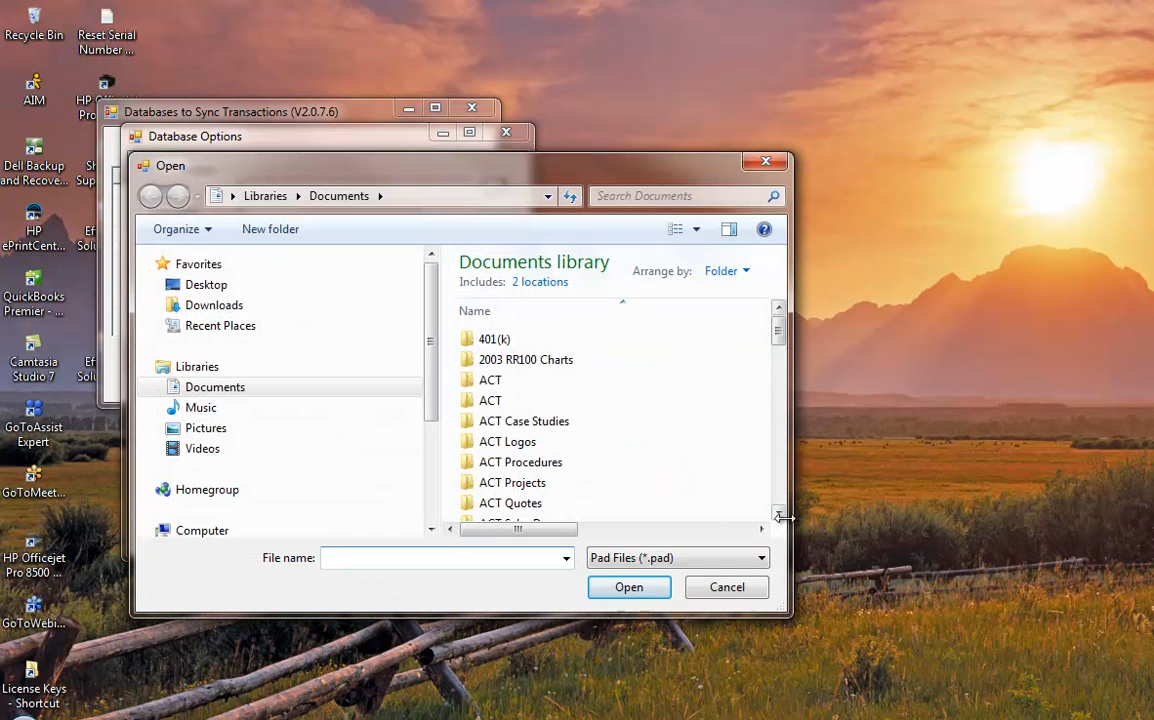 Recycle Bin
Reset Serial
Number ...
AIM
HP Of
Pro
Databases to Sync Transactions (V2.0.7.6)
Database Options
Open
Dell Backup
and Recove...
Libraries
Documents
Search Documents
Organize
New folder
HP
ePrintCent...
Favorites
Desktop
Downloads
Recent Places
Libraries
Documents
Music
Pictures
Videos
Homegroup
Computer
Documents library
Includes: 2 locations
Arrange by: Folder
Name
401(k)
2003 RR100 Charts
ACT
ACT
ACT Case Studies
ACT Logos
ACT Procedures
ACT Projects
ACT Quotes
QuickBooks
Premier - ...
Camtasia
Studio 7
GoToAssist
Expert
GoToMeet...
HP Officejet
Pro 8500 ...
GoToWebi...
License Keys
- Shortcut
File name:
Pad Files (*.pad)
Open
Cancel